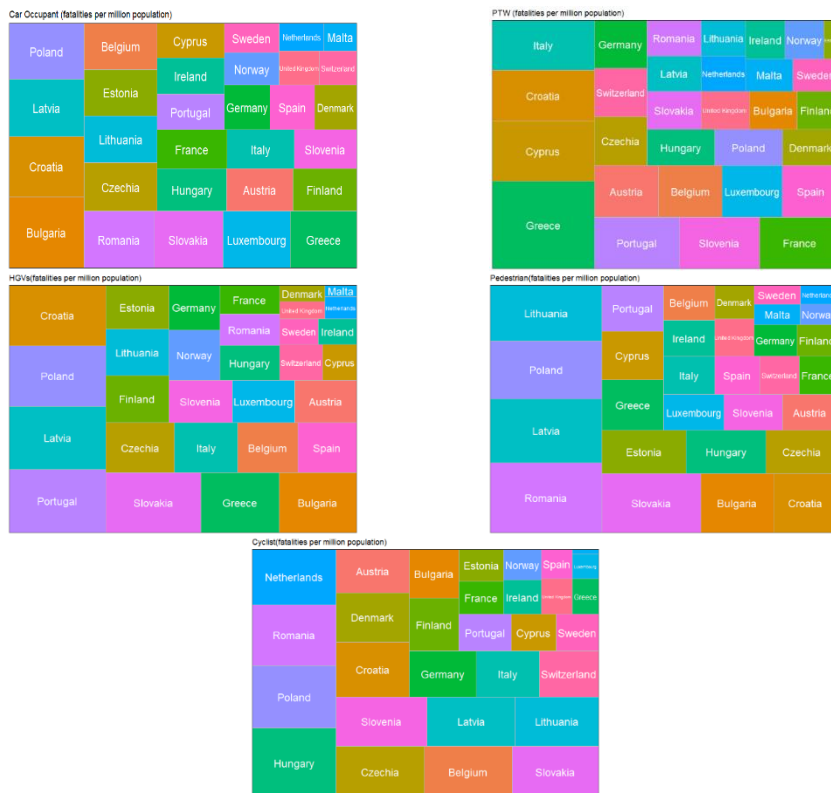 Car Occupant (fatalities per million population)
Poland
Belgium
Cyprus
Sweden
Netherlands
Malta
Norway
United Kingdom
Switzerland
Ireland
Estonia
Latvia
Portugal
Germany
Spain
Denmark
Lithuania
France
Italy
Slovenia
Croatia
Czechia
Hungary
Austria
Finland
Bulgaria
Romania
Slovakia
Luxembourg
Greece
PTW (fatalities per million population)
Italy
Germany
Romania
Lithuania
Ireland
Norway
Latvia
Netherlands
Malta
Sweden
Switzerland
Croatia
Slovakia
United Kingdom
Bulgaria
Finland
Cyprus
Czechia
Hungary
Poland
Denmark
Austria
Belgium
Luxembourg
Spain
Greece
Portugal
Slovenia
France
HGVs(fatalities per million population)
Croatia
Estonia
Germany
France
Denmark
Malta
United Kingdom
Netherlands
Romania
Sweden
Ireland
Lithuania
Norway
Hungary
Switzerland
Cyprus
Poland
Finland
Slovenia
Luxembourg
Austria
Latvia
Czechia
Italy
Belgium
Spain
Portugal
Slovakia
Greece
Bulgaria
Pedestrian(fatalities per million population)
Lithuania
Portugal
Belgium
Denmark
Sweden
Netherlands
Malta
Norway
Ireland
United Kingdom
Germany
Finland
Cyprus
Poland
Italy
Spain
Switzerland
France
Greece
Luxembourg
Slovenia
Austria
Latvia
Estonia
Hungary
Czechia
Romania
Slovakia
Bulgaria
Croatia
Cyclist(fatalities per million population)
Netherlands
Austria
Bulgaria
Estonia
Norway
Spain
Luxembourg
France
Ireland
United Kingdom
Greece
Denmark
Finland
Romania
Portugal
Cyprus
Sweden
Croatia
Germany
Italy
Switzerland
Poland
Slovenia
Latvia
Lithuania
Hungary
Czechia
Belgium
Slovakia